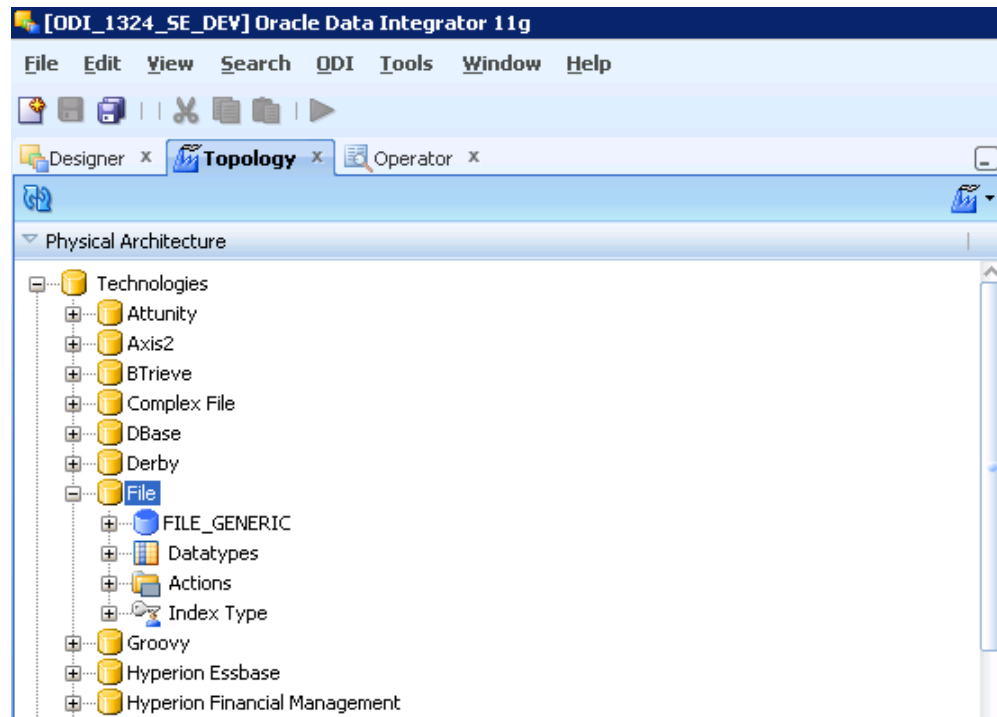 [ODI_1324_SE_DEV] Oracle Data Integrator 11g
File Edit View Search ODI Tools Window Help
Designer x Topology x Operator x
Physical Architecture
Technologies
Attunity
Axis2
BTrieve
Complex File
DBase
Derby
File
FILE_GENERIC
Datatypes
Actions
Index Type
Groovy
Hyperion Essbase
Hyperion Financial Management